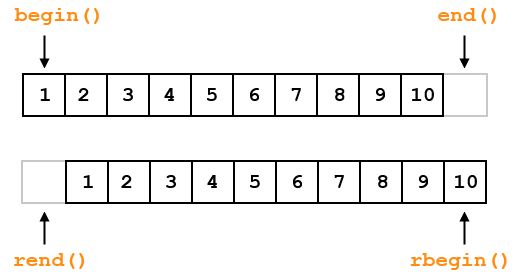 begin() end()
1 2 3 4 5 6 7 8 9 10
1 2 3 4 5 6 7 8 9 10
rend() rbegin()